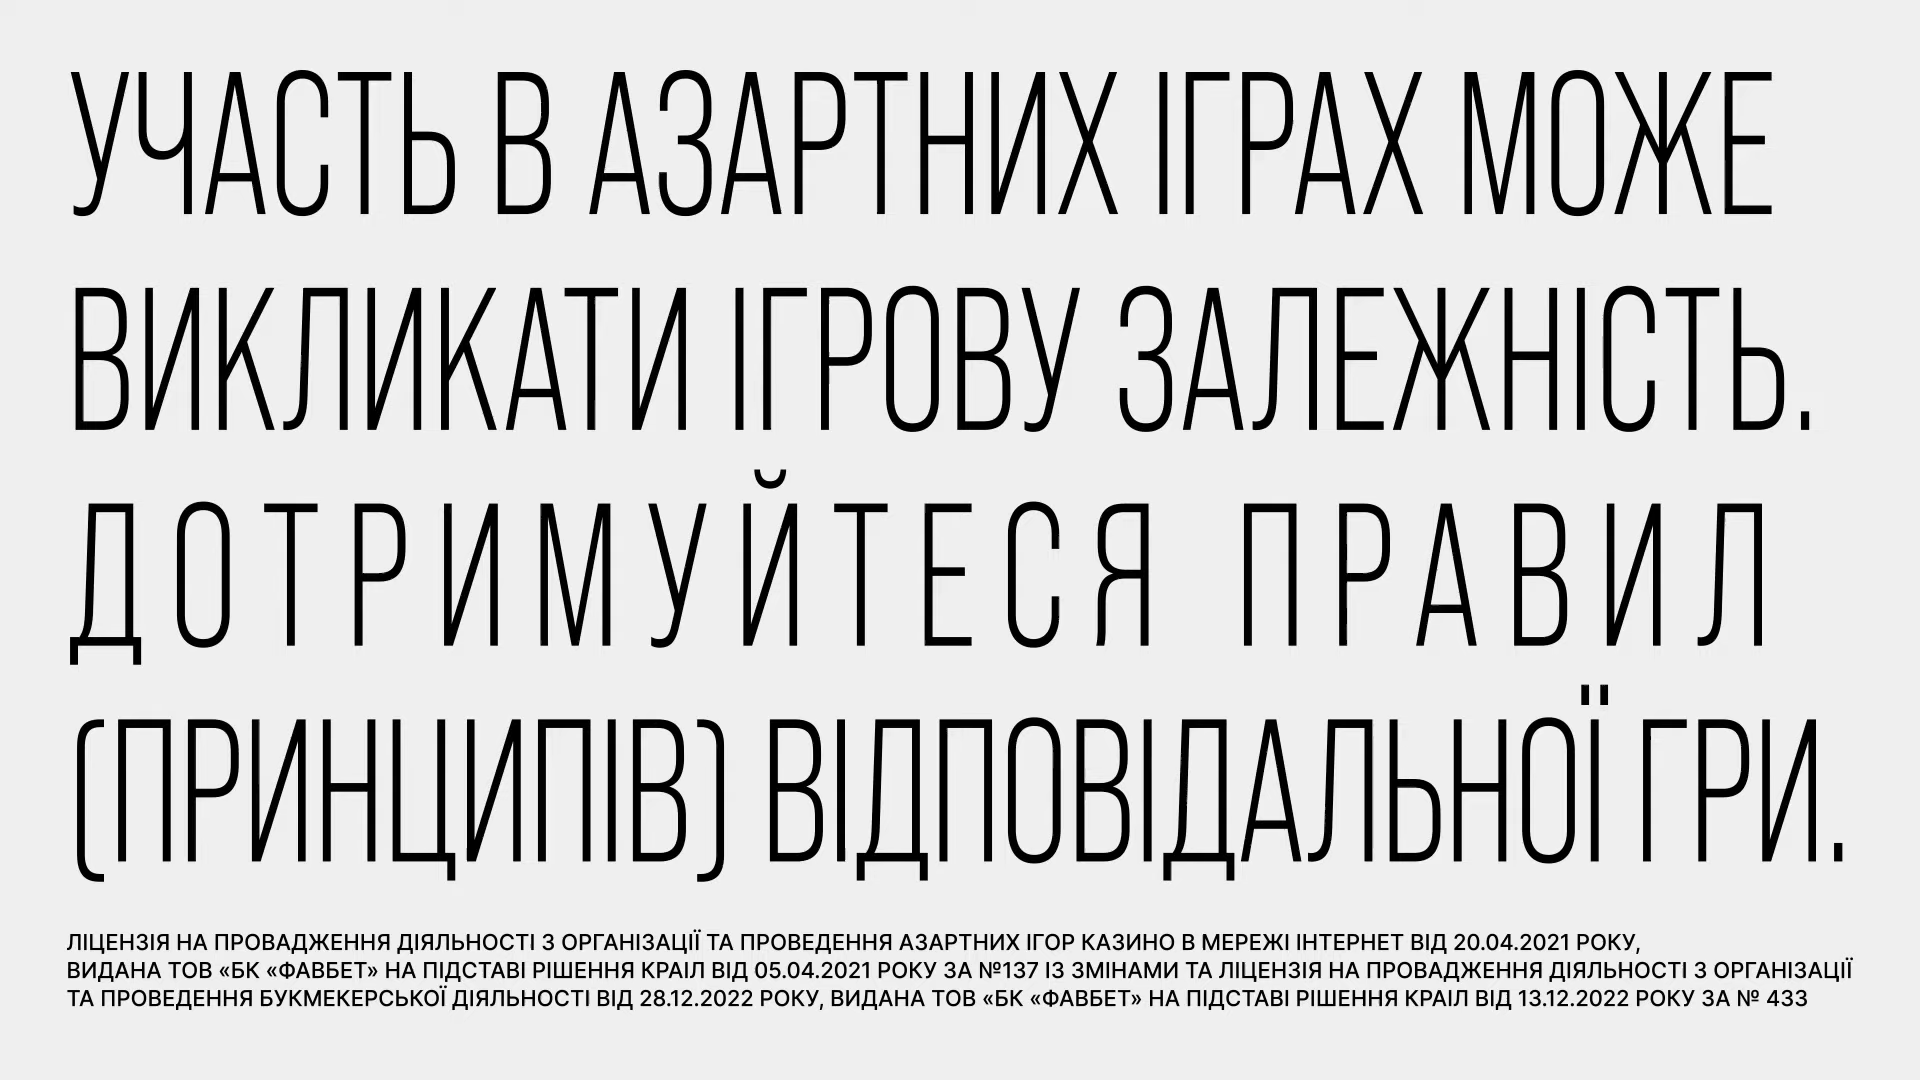 УЧАСТЬ В АЗАРТНИХ ІГРАХ МОЖЕ
ВИКЛИКАТИ ІГРОВУ ЗАЛЕЖНІСТЬ.
ДОТРИМУЙТЕСЯ ПРАВИЛ
(ПРИНЦИПІВ) ВІДПОВІДАЛЬНОЇ ГРИ.
ЛІЦЕНЗІЯ НА ПРОВАДЖЕННЯ ДІЯЛЬНОСТІ З ОРГАНІЗАЦІЇ ТА ПРОВЕДЕННЯ АЗАРТНИХ ІГОР КАЗИНО В МЕРЕЖІ ІНТЕРНЕТ ВІД 20.04.2021 РОКУ,
ВИДАНА ТОВ «БК «ФАВБЕТ» НА ПІДСТАВІ РІШЕННЯ КРАІЛ ВІД 05.04.2021 РОКУ ЗА №137 ІЗ ЗМІНАМИ ТА ЛІЦЕНЗІЯ НА ПРОВАДЖЕННЯ ДІЯЛЬНОСТІ З ОРГАНІЗАЦІЇ
ТА ПРОВЕДЕННЯ БУКМЕКЕРСЬКОЇ ДІЯЛЬНОСТІ ВІД 28.12.2022 РОКУ, ВИДАНА ТОВ «БК «ФАВБЕТ» НА ПІДСТАВІ РІШЕННЯ КРАІЛ ВІД 13.12.2022 РОКУ ЗА № 433